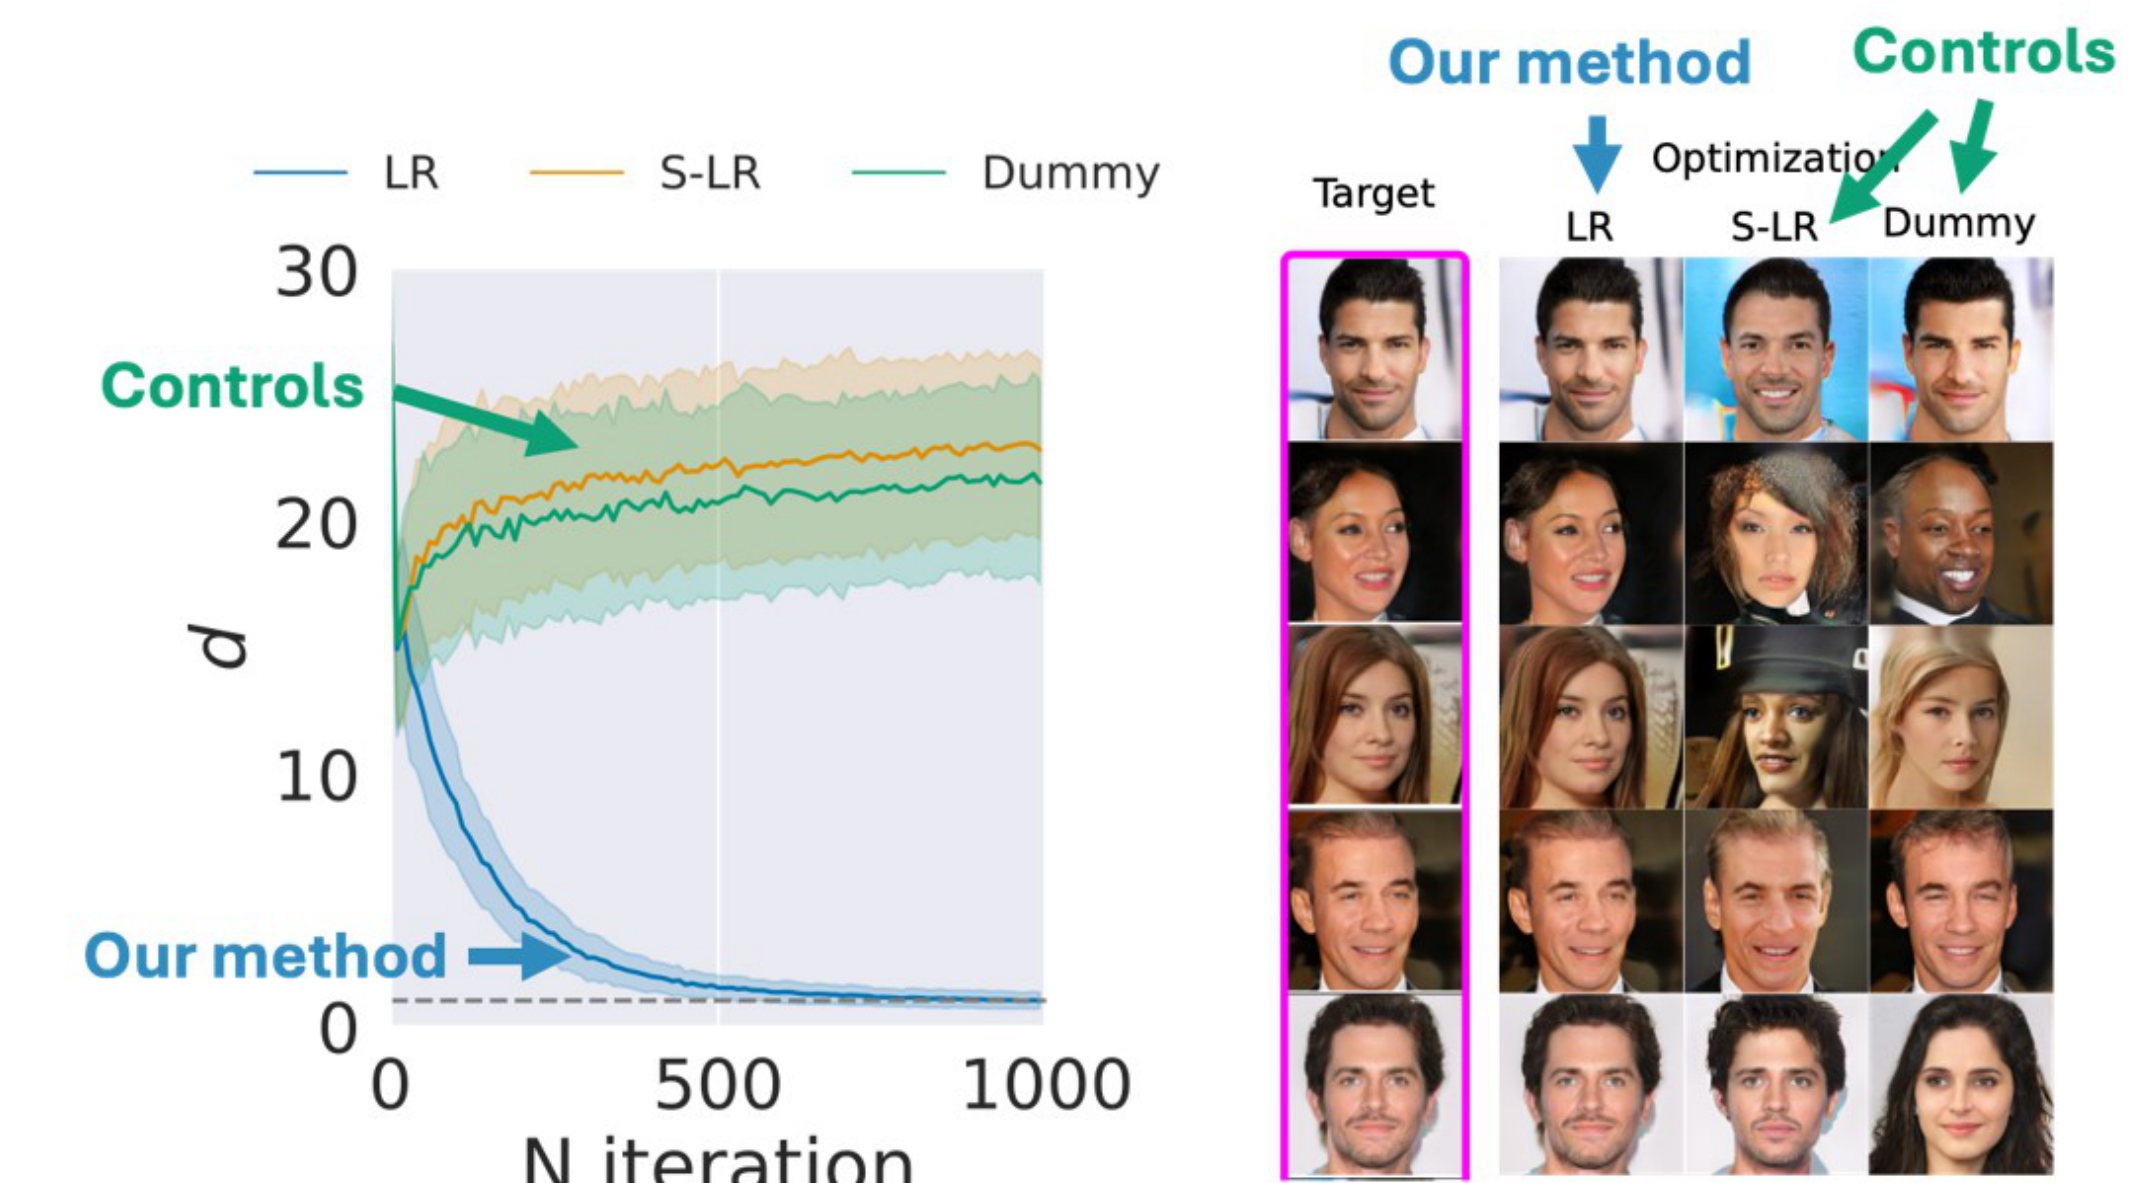 Our method
Controls
LR
S-LR
Dummy
Optimization
Target
LR
S-LR
Dummy
30
Controls
20
d
10
Our method
0
0
500
1000
N iteration